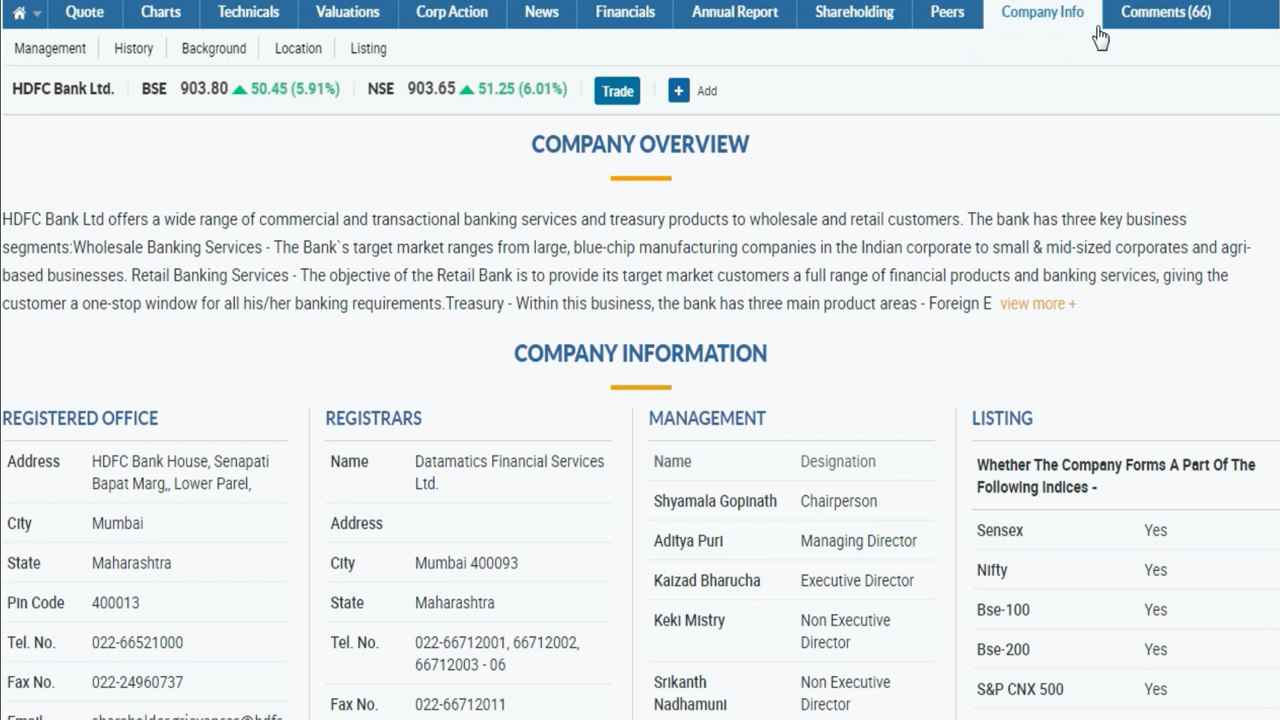 Quote Charts Technicals Valuations Corp Action News Financials Annual Report Shareholding Peers Company Info Comments (66)
Management History Background Location Listing
HDFC Bank Ltd. BSE 903.80 50.45 (5.91%) NSE 903.65 51.25 (6.01%) Trade + Add
COMPANY OVERVIEW
HDFC Bank Ltd offers a wide range of commercial and transactional banking services and treasury products to wholesale and retail customers. The bank has three key business
segments:Wholesale Banking Services - The Bank`s target market ranges from large, blue-chip manufacturing companies in the Indian corporate to small & mid-sized corporates and agri-
based businesses. Retail Banking Services - The objective of the Retail Bank is to provide its target market customers a full range of financial products and banking services, giving the
customer a one-stop window for all his/her banking requirements.Treasury - Within this business, the bank has three main product areas - Foreign E view more +
COMPANY INFORMATION
REGISTERED OFFICE
Address HDFC Bank House, Senapati
Bapat Marg,, Lower Parel,
City Mumbai
State Maharashtra
Pin Code 400013
Tel. No. 022-66521000
Fax No. 022-24960737
REGISTRARS
Name Datamatics Financial Services
Ltd.
Address
City Mumbai 400093
State Maharashtra
Tel. No. 022-66712001, 66712002,
66712003 - 06
Fax No. 022-66712011
MANAGEMENT
Name Designation
Shyamala Gopinath Chairperson
Aditya Puri Managing Director
Kaizad Bharucha Executive Director
Keki Mistry Non Executive
Director
Srikanth Non Executive
Nadhamuni Director
LISTING
Whether The Company Forms A Part Of The
Following Indices -
Sensex Yes
Nifty Yes
Bse-100 Yes
Bse-200 Yes
S&P CNX 500 Yes